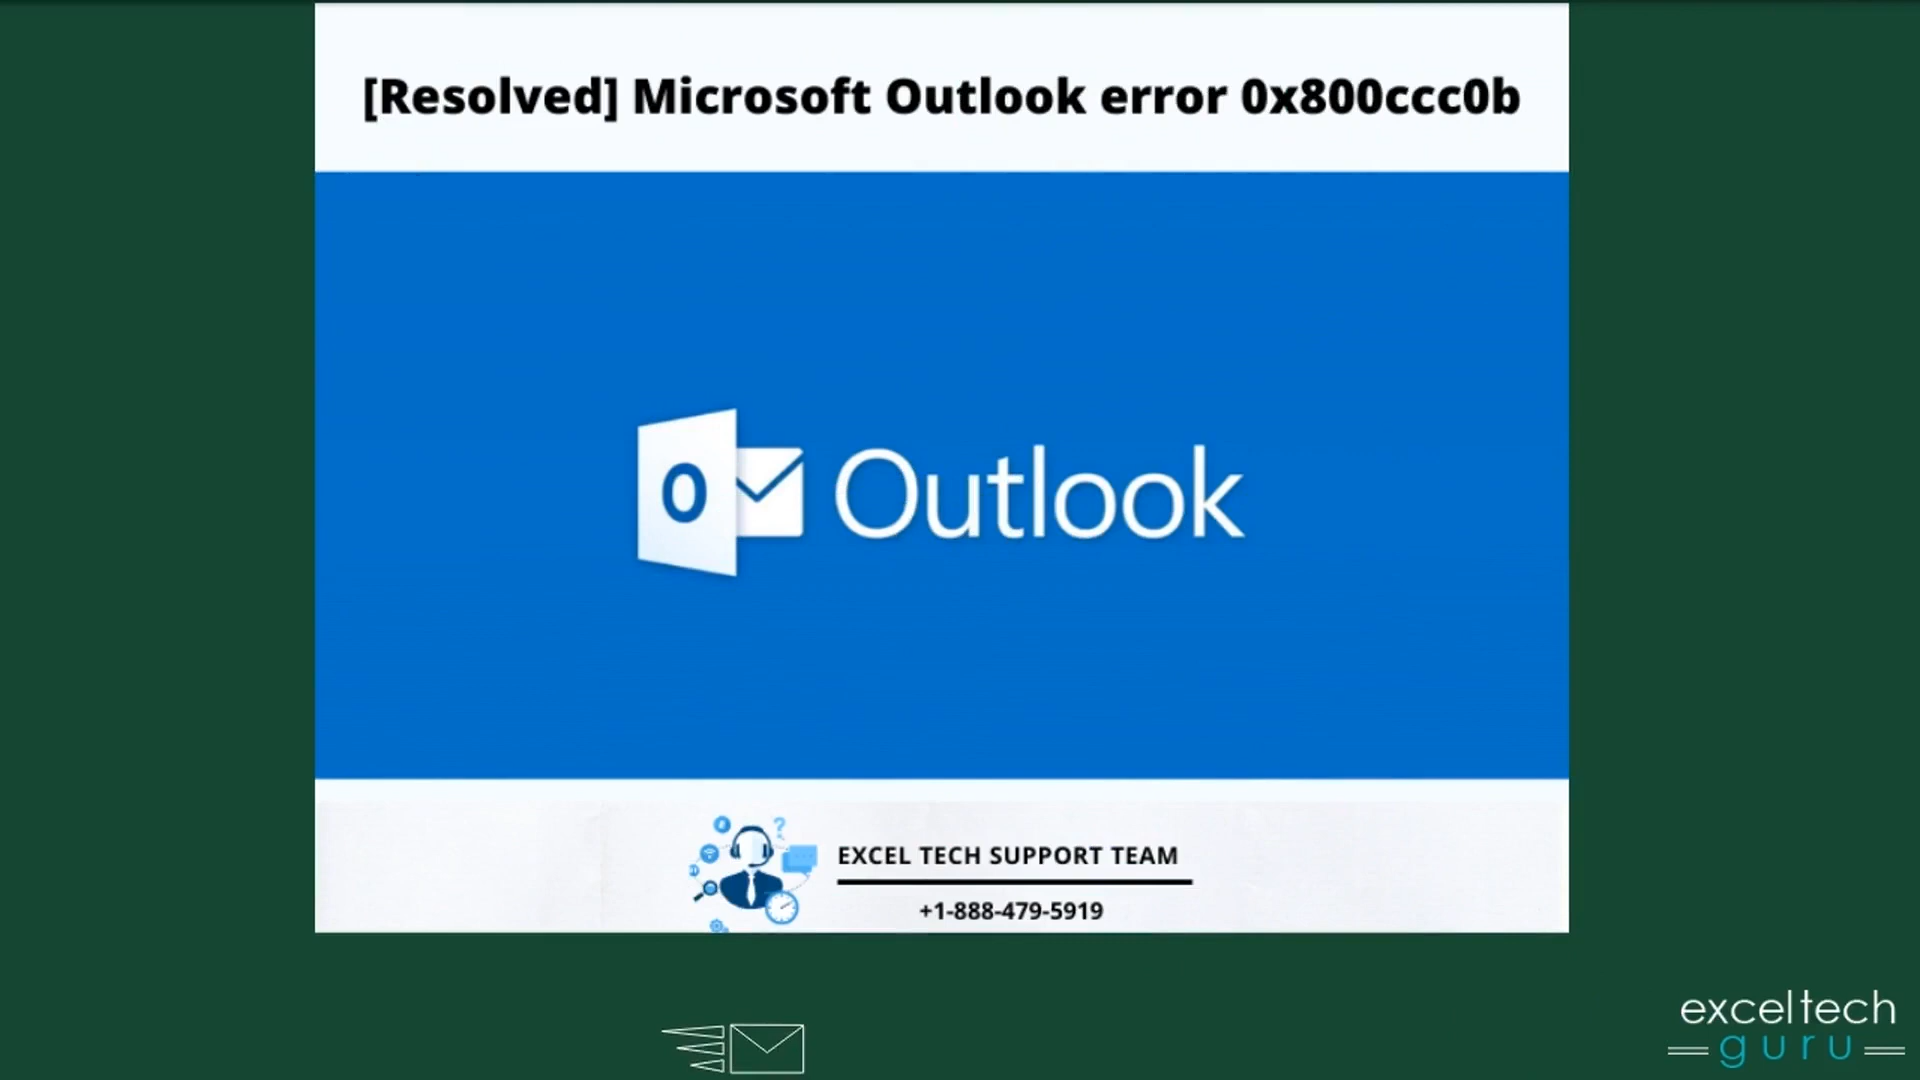 [Resolved] Microsoft Outlook error 0x800ccc0b
O
Outlook
?
EXCEL TECH SUPPORT TEAM
+1-888-479-5919
exceltech
guru